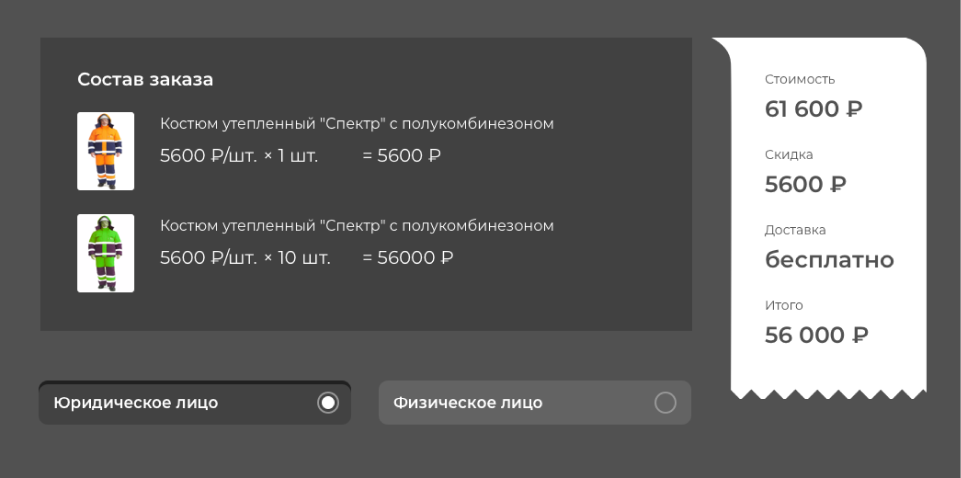 Состав заказа
Костюм утепленный "Спектр" с полукомбинезоном
5600 ₽/шт. × 1 шт. = 5600 ₽
Костюм утепленный "Спектр" с полукомбинезоном
5600 ₽/шт. × 10 шт. = 56000 ₽
Юридическое лицо
Физическое лицо
Стоимость
61 600 ₽
Скидка
5600 ₽
Доставка
бесплатно
Итого
56 000 ₽